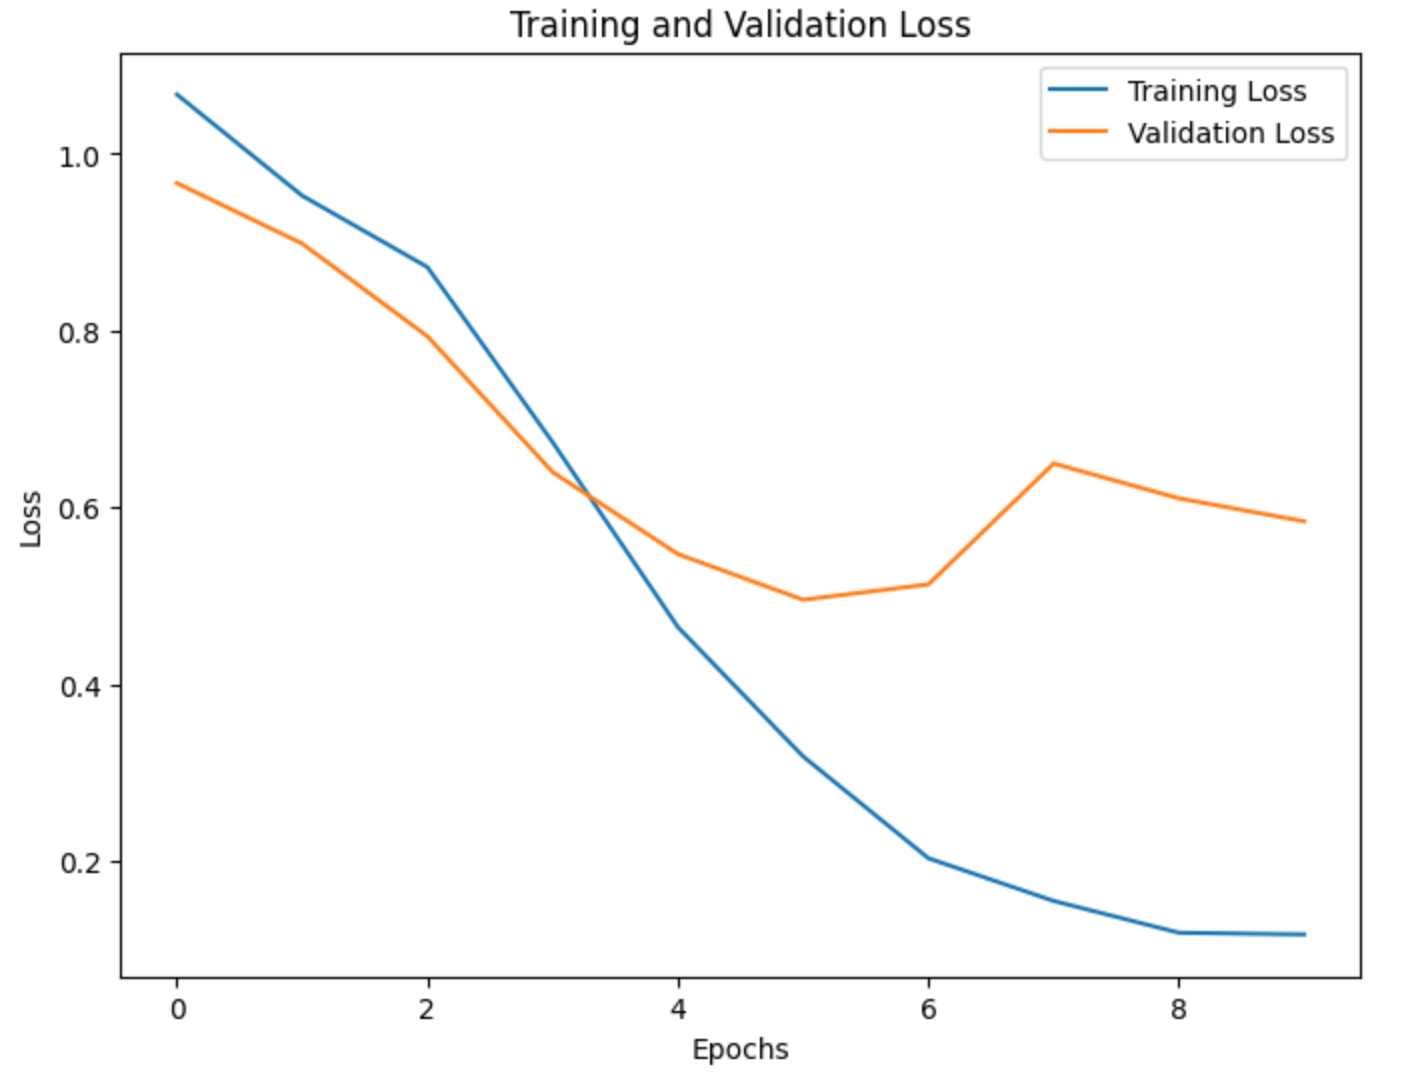 Training and Validation Loss
Training Loss
Validation Loss
1.0
0.8
0.6
0.4
0.2
Loss
0 2 4 6 8
Epochs